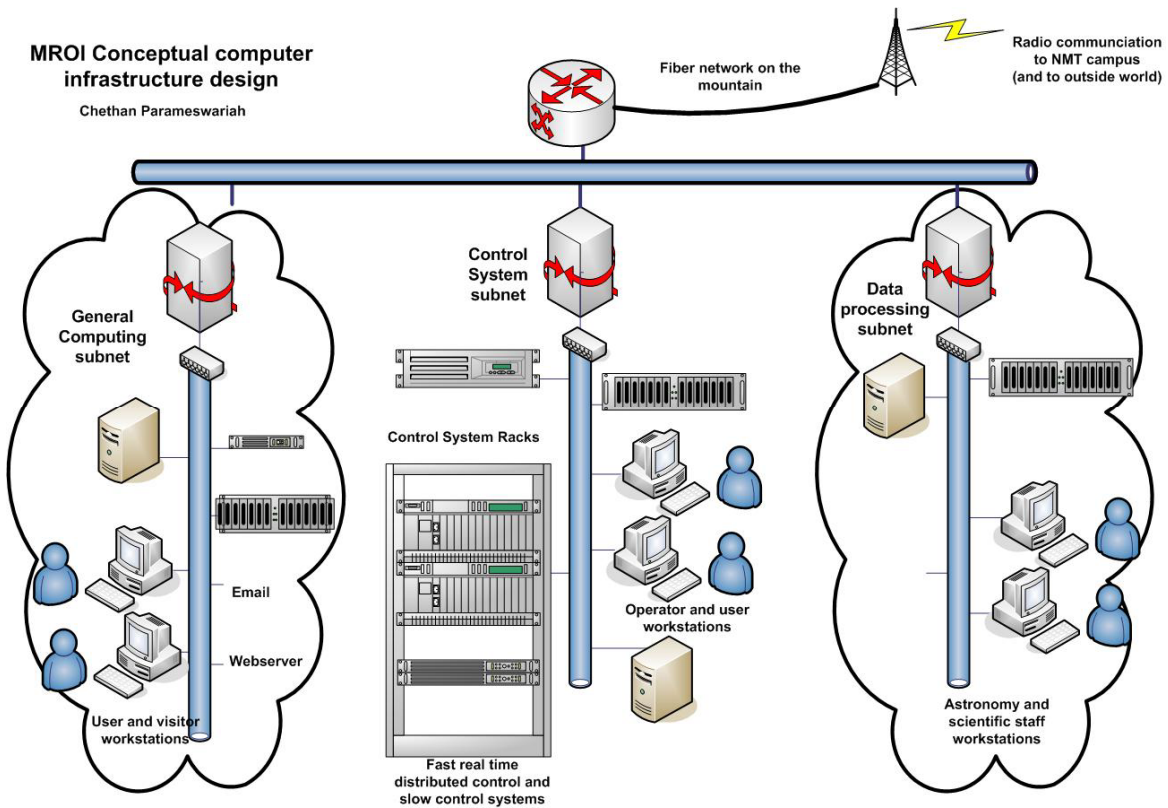 MROI Conceptual computer
infrastructure design
Chethan Parameswariah
Fiber network on the
mountain
Radio communciation
to NMT campus
(and to outside world)
General
Computing
subnet
Email
Webserver
User and visitor
workstations
Control
System
subnet
Control System Racks
Operator and user
workstations
Fast real time
distributed control and
slow control systems
Data
processing
subnet
Astronomy and
scientific staff
workstations